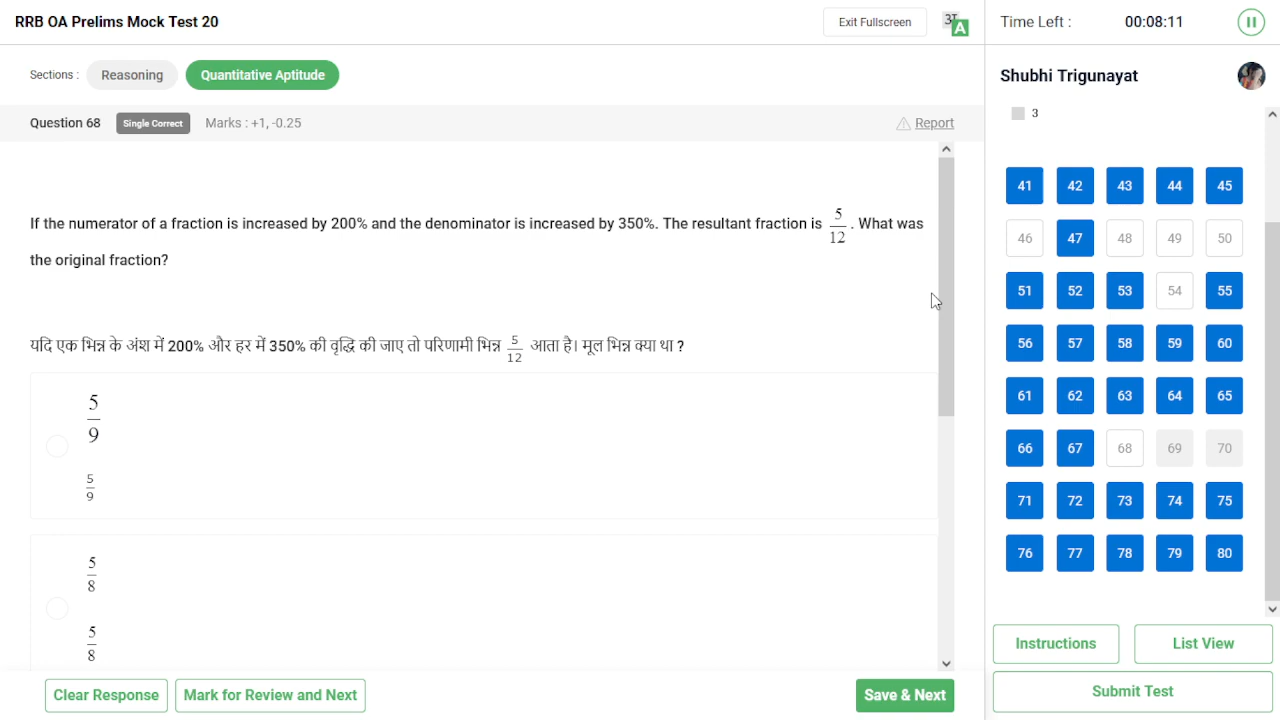 RRB OA Prelims Mock Test 20
Exit Fullscreen
A
Time Left :
00:08:11
Sections :
Reasoning
Quantitative Aptitude
Shubhi Trigunayat
Question 68
Single Correct
Marks : +1, -0.25
Report
3
If the numerator of a fraction is increased by 200% and the denominator is increased by 350%. The resultant fraction is 5/12 . What was
the original fraction?
यदि एक भिन्न के अंश में 200% और हर में 350% की वृद्धि की जाए तो परिणामी भिन्न 5/12 आता है। मूल भिन्न क्या था ?
5/9
5/9
5/8
5/8
41 42 43 44 45
46 47 48 49 50
51 52 53 54 55
56 57 58 59 60
61 62 63 64 65
66 67 68 69 70
71 72 73 74 75
76 77 78 79 80
Instructions
List View
Clear Response
Mark for Review and Next
Save & Next
Submit Test